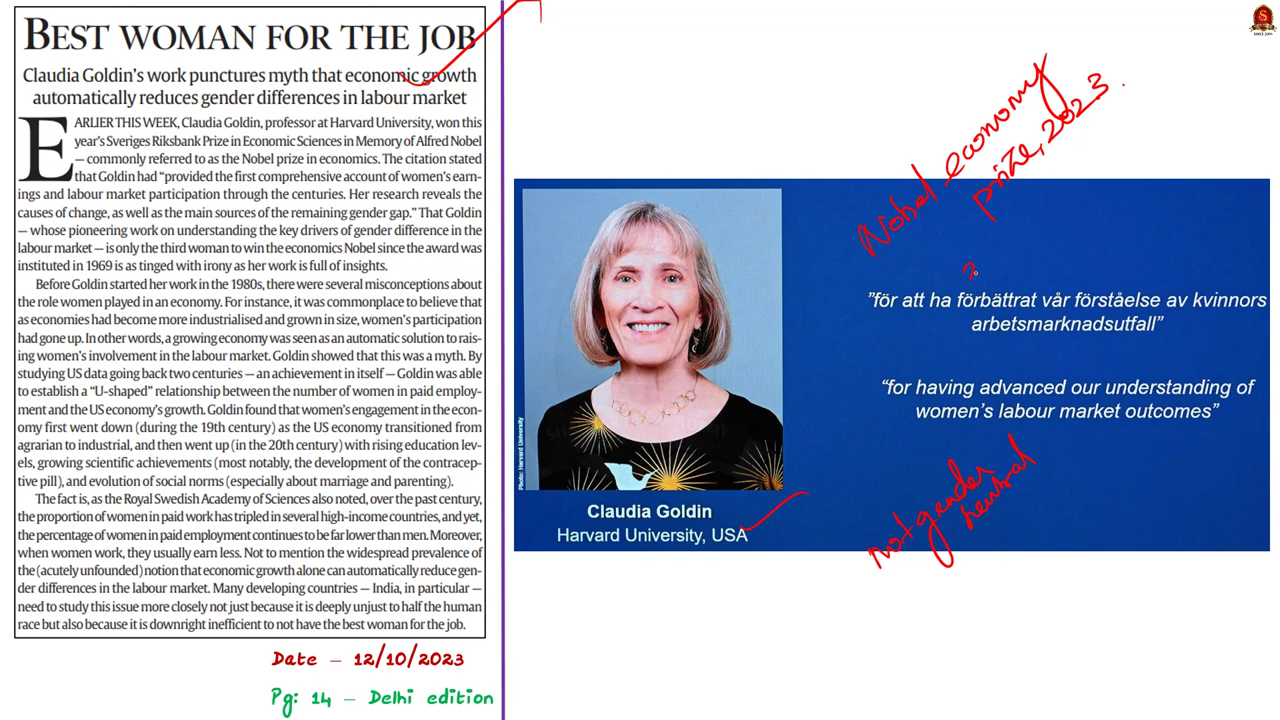 BEST WOMAN FOR THE JOB
Claudia Goldin's work punctures myth that economic growth
automatically reduces gender differences in labour market
EARLIER THIS WEEK, Claudia Goldin, professor at Harvard University, won this
year's Sveriges Riksbank Prize in Economic Sciences in Memory of Alfred Nobel
— commonly referred to as the Nobel prize in economics. The citation stated
that Goldin had "provided the first comprehensive account of women's earn-
ings and labour market participation through the centuries. Her research reveals the
causes of change, as well as the main sources of the remaining gender gap." That Goldin
— whose pioneering work on understanding the key drivers of gender difference in the
labour market — is only the third woman to win the economics Nobel since the award was
instituted in 1969 is as tinged with irony as her work is full of insights.
Before Goldin started her work in the 1980s, there were several misconceptions about
the role women played in an economy. For instance, it was commonplace to believe that
as economies had become more industrialised and grown in size, women's participation
had gone up. In other words, a growing economy was seen as an automatic solution to rais-
ing women's involvement in the labour market. Goldin showed that this was a myth. By
studying US data going back two centuries — an achievement in itself — Goldin was able
to establish a "U-shaped" relationship between the number of women in paid employ-
ment and the US economy's growth. Goldin found that women's engagement in the econ-
omy first went down (during the 19th century) as the US economy transitioned from
agrarian to industrial, and then went up (in the 20th century) with rising education lev-
els, growing scientific achievements (most notably, the development of the contracep-
tive pill), and evolution of social norms (especially about marriage and parenting).
The fact is, as the Royal Swedish Academy of Sciences also noted, over the past century,
the proportion of women in paid work has tripled in several high-income countries, and yet,
the percentage of women in paid employment continues to be far lower than men. Moreover,
when women work, they usually earn less. Not to mention the widespread prevalence of
the (acutely unfounded) notion that economic growth alone can automatically reduce gen-
der differences in the labour market. Many developing countries — India, in particular —
need to study this issue more closely not just because it is deeply unjust to half the human
race but also because it is downright inefficient to not have the best woman for the job.
Date – 12/10/2023
Pg: 14 – Delhi edition
Nobel economy
prize, 2023.
"för att ha förbättrat vår förståelse av kvinnors
arbetsmarknadsutfall"
"for having advanced our understanding of
women's labour market outcomes"
Photo: Harvard University
Claudia Goldin
Harvard University, USA
not gender
neutral